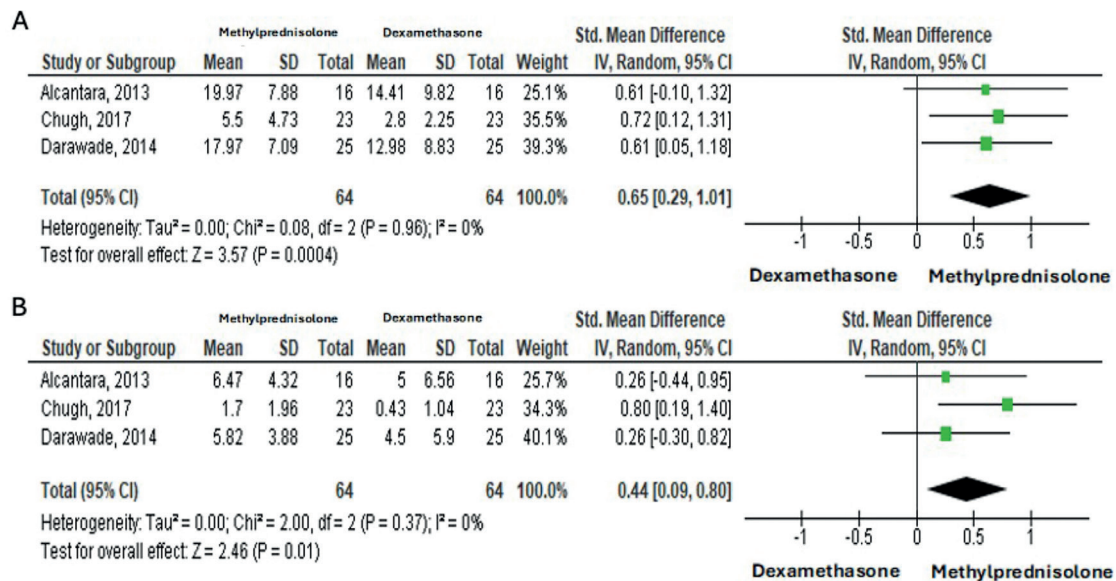 A
Methylprednisolone Dexamethasone Std. Mean Difference Std. Mean Difference
Study or Subgroup Mean SD Total Mean SD Total Weight IV, Random, 95% CI IV, Random, 95% CI
Alcantara, 2013 19.97 7.88 16 14.41 9.82 16 25.1% 0.61 [-0.10, 1.32]
Chugh, 2017 5.5 4.73 23 2.8 2.25 23 35.5% 0.72 [0.12, 1.31]
Darawade, 2014 17.97 7.09 25 12.98 8.83 25 39.3% 0.61 [0.05, 1.18]
Total (95% CI) 64 64 100.0% 0.65 [0.29, 1.01]
Heterogeneity: Tau² = 0.00; Chi² = 0.08, df = 2 (P = 0.96); I² = 0%
Test for overall effect: Z = 3.57 (P = 0.0004)
-1 -0.5 0 0.5 1
Dexamethasone Methylprednisolone
B
Methylprednisolone Dexamethasone Std. Mean Difference Std. Mean Difference
Study or Subgroup Mean SD Total Mean SD Total Weight IV, Random, 95% CI IV, Random, 95% CI
Alcantara, 2013 6.47 4.32 16 5 6.56 16 25.7% 0.26 [-0.44, 0.95]
Chugh, 2017 1.7 1.96 23 0.43 1.04 23 34.3% 0.80 [0.19, 1.40]
Darawade, 2014 5.82 3.88 25 4.5 5.9 25 40.1% 0.26 [-0.30, 0.82]
Total (95% CI) 64 64 100.0% 0.44 [0.09, 0.80]
Heterogeneity: Tau² = 0.00; Chi² = 2.00, df = 2 (P = 0.37); I² = 0%
Test for overall effect: Z = 2.46 (P = 0.01)
-1 -0.5 0 0.5 1
Dexamethasone Methylprednisolone